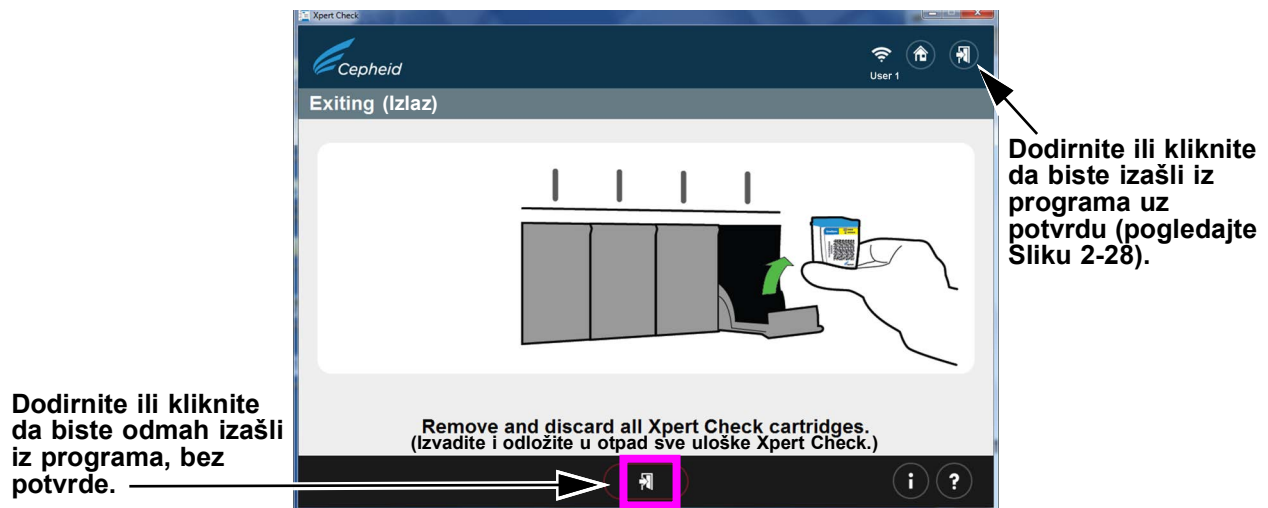 Xpert Check
Cepheid
User 1
Exiting (Izlaz)
Dodirnite ili kliknite
da biste izašli iz
programa uz
potvrdu (pogledajte
Sliku 2-28).
Dodirnite ili kliknite
da biste odmah izašli
iz programa, bez
potvrde.
Remove and discard all Xpert Check cartridges.
(Izvadite i odložite u otpad sve uloške Xpert Check.)
i ?